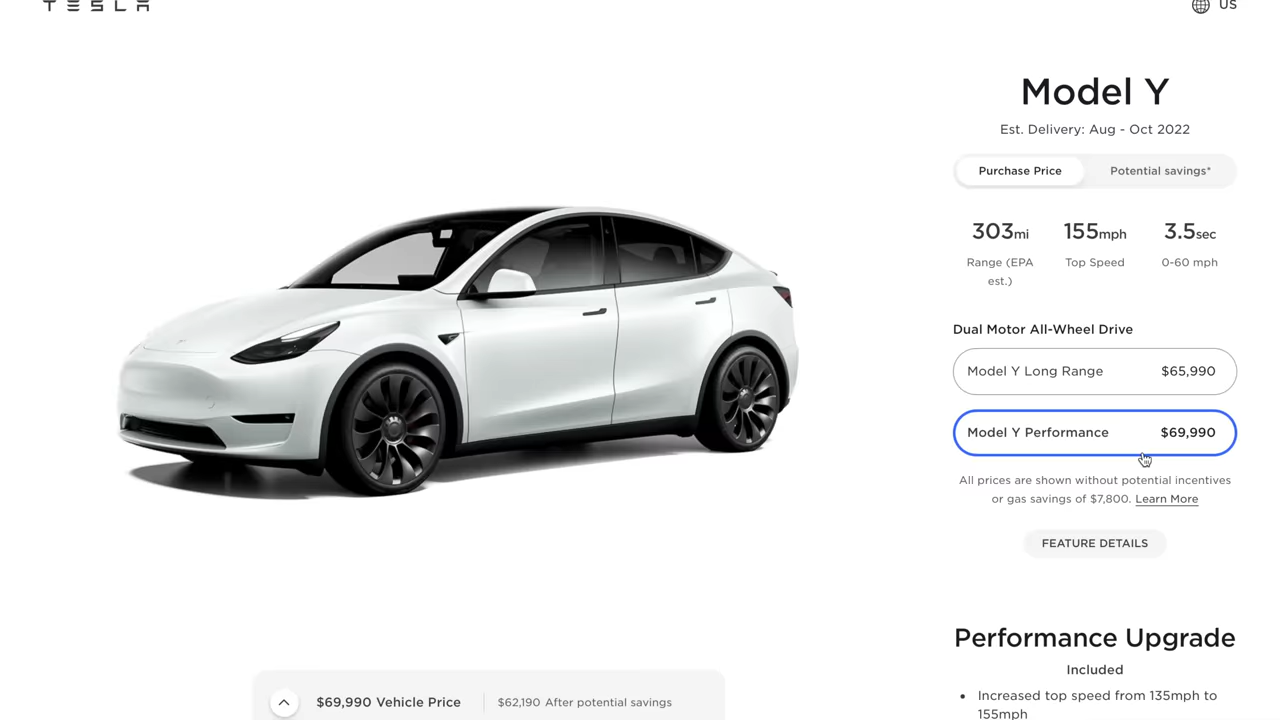 TESLA
US
Model Y
Est. Delivery: Aug - Oct 2022
Purchase Price
Potential savings*
303mi
155mph
3.5sec
Range (EPA
est.)
Top Speed
0-60 mph
Dual Motor All-Wheel Drive
Model Y Long Range $65,990
Model Y Performance $69,990
All prices are shown without potential incentives
or gas savings of $7,800. Learn More
FEATURE DETAILS
Performance Upgrade
Included
• Increased top speed from 135mph to
155mph
$69,990 Vehicle Price
$62,190 After potential savings